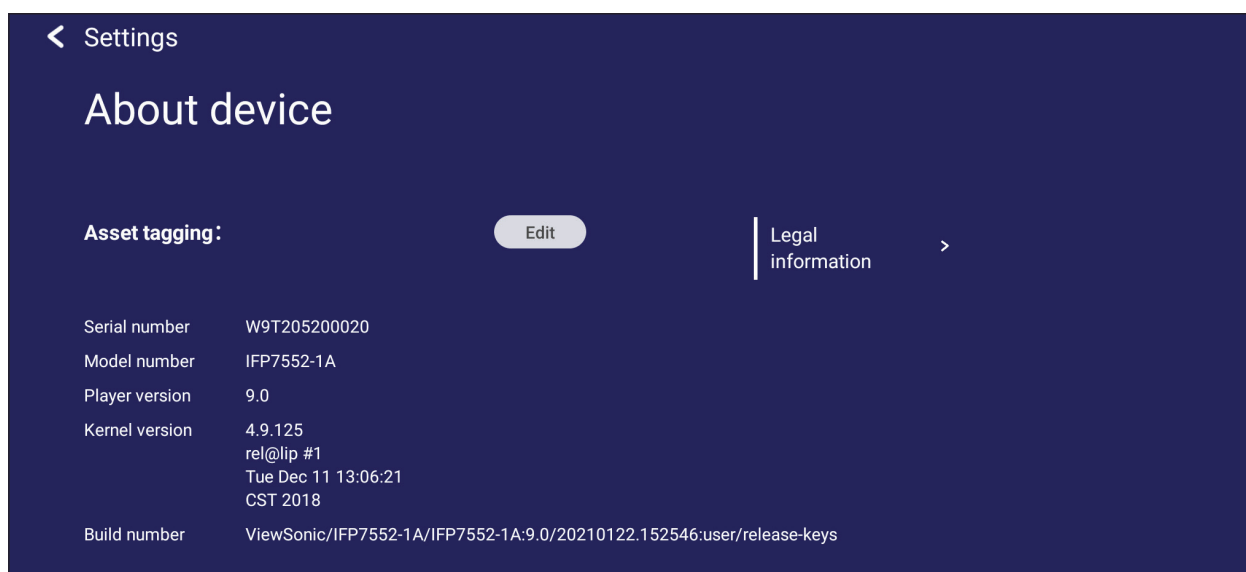 Settings
About device
Asset tagging:
Edit
Legal
information
Serial number W9T205200020
Model number IFP7552-1A
Player version 9.0
Kernel version 4.9.125
rel@lip #1
Tue Dec 11 13:06:21
CST 2018
Build number ViewSonic/IFP7552-1A/IFP7552-1A:9.0/20210122.152546:user/release-keys